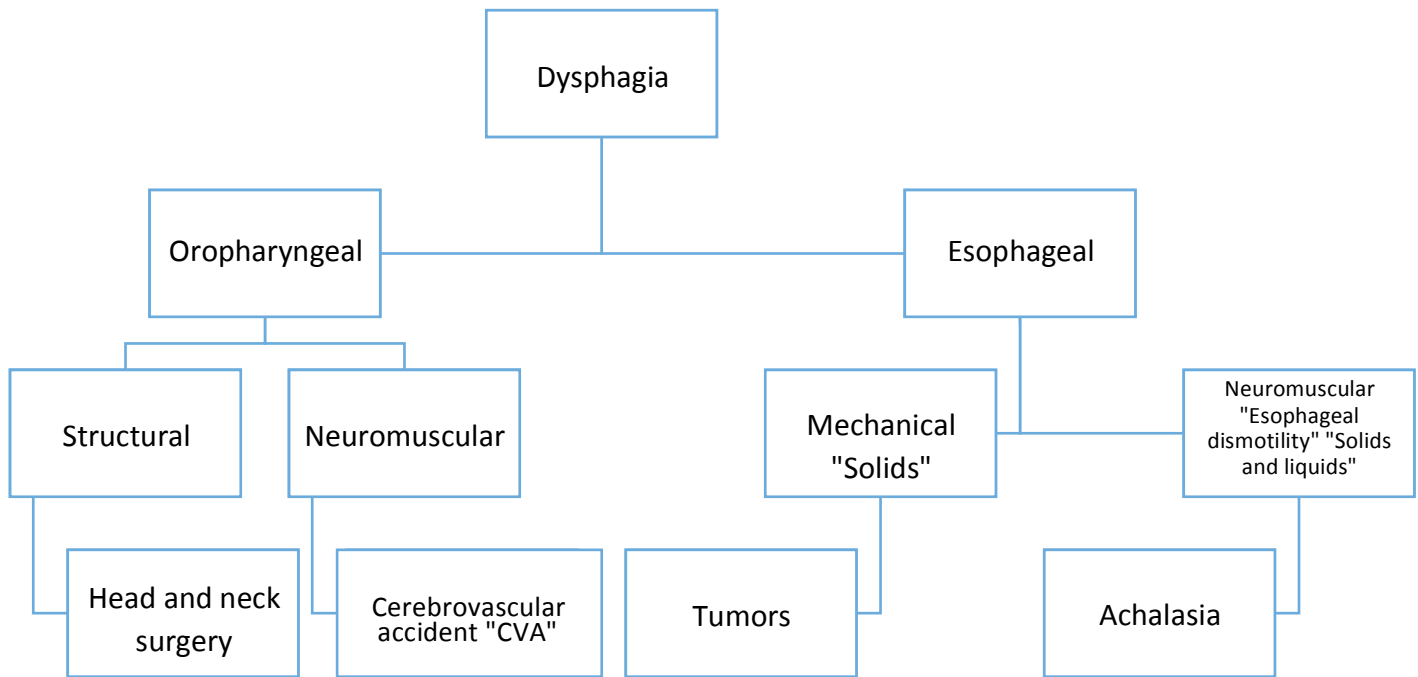 Dysphagia
Oropharyngeal
Esophageal
Structural
Neuromuscular
Mechanical
"Solids"
Neuromuscular
"Esophageal
dismotility" "Solids
and liquids"
Head and neck
surgery
Cerebrovascular
accident "CVA"
Tumors
Achalasia